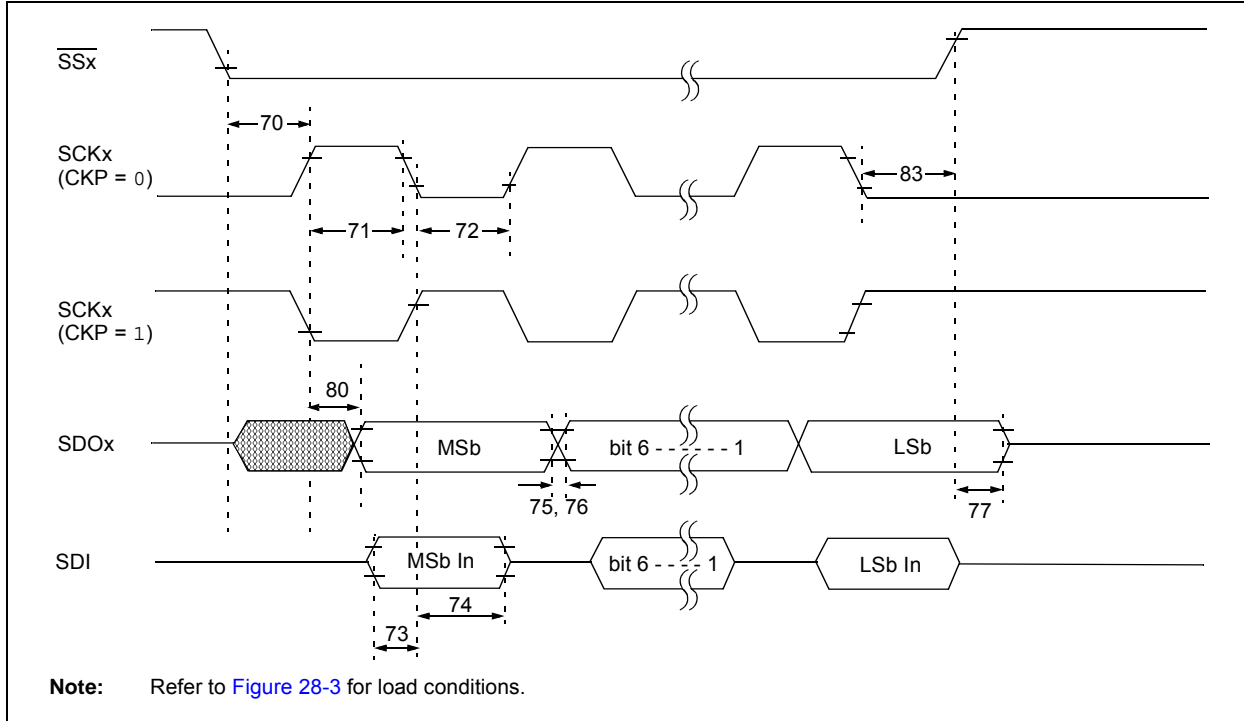 SSx
70
SCKx
(CKP = 0)
83
71
72
SCKx
(CKP = 1)
80
SDOx
MSb
bit 6 - - - - - - 1
LSb
75, 76
77
SDI
MSb In
bit 6 - - - - 1
LSb In
74
73
Note: Refer to Figure 28-3 for load conditions.